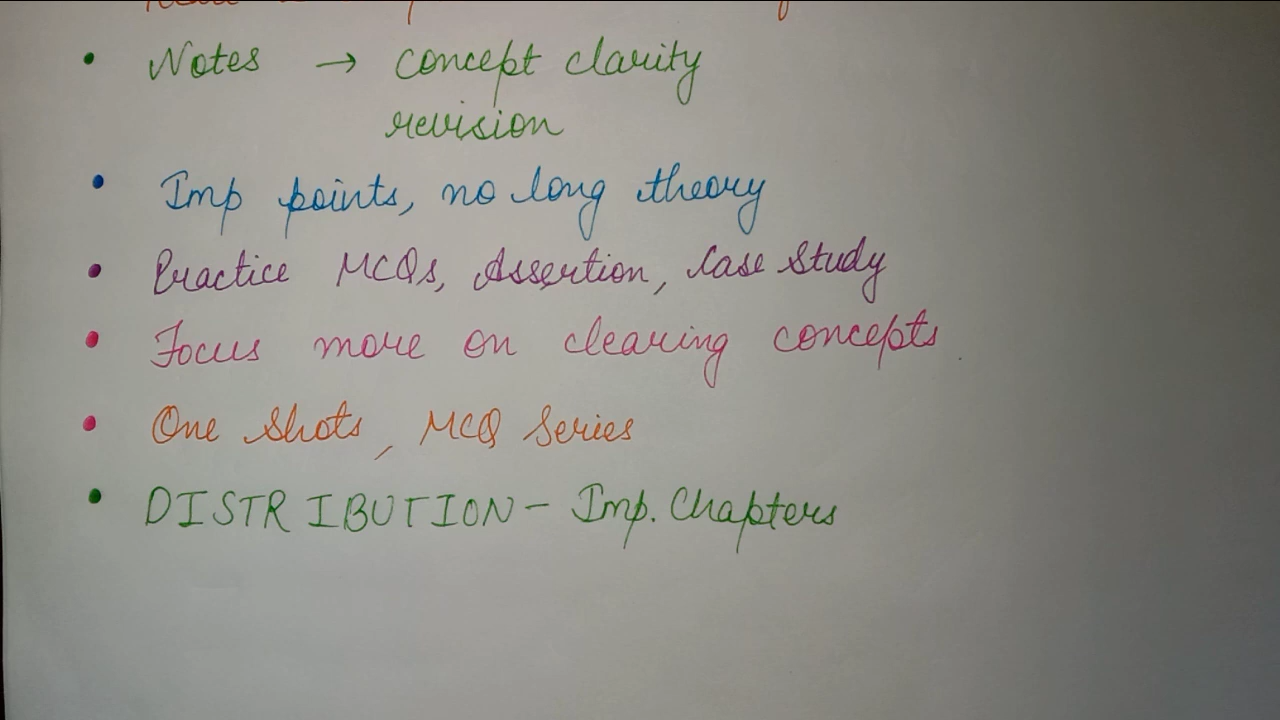 • Notes → concept clarity
revision
• Imp points, no long theory
• Practice MCQs, Assertion, Case Study
• Focus more on clearing concepts.
• One Shots, MCQ Series
• DISTRIBUTION - Imp. Chapters